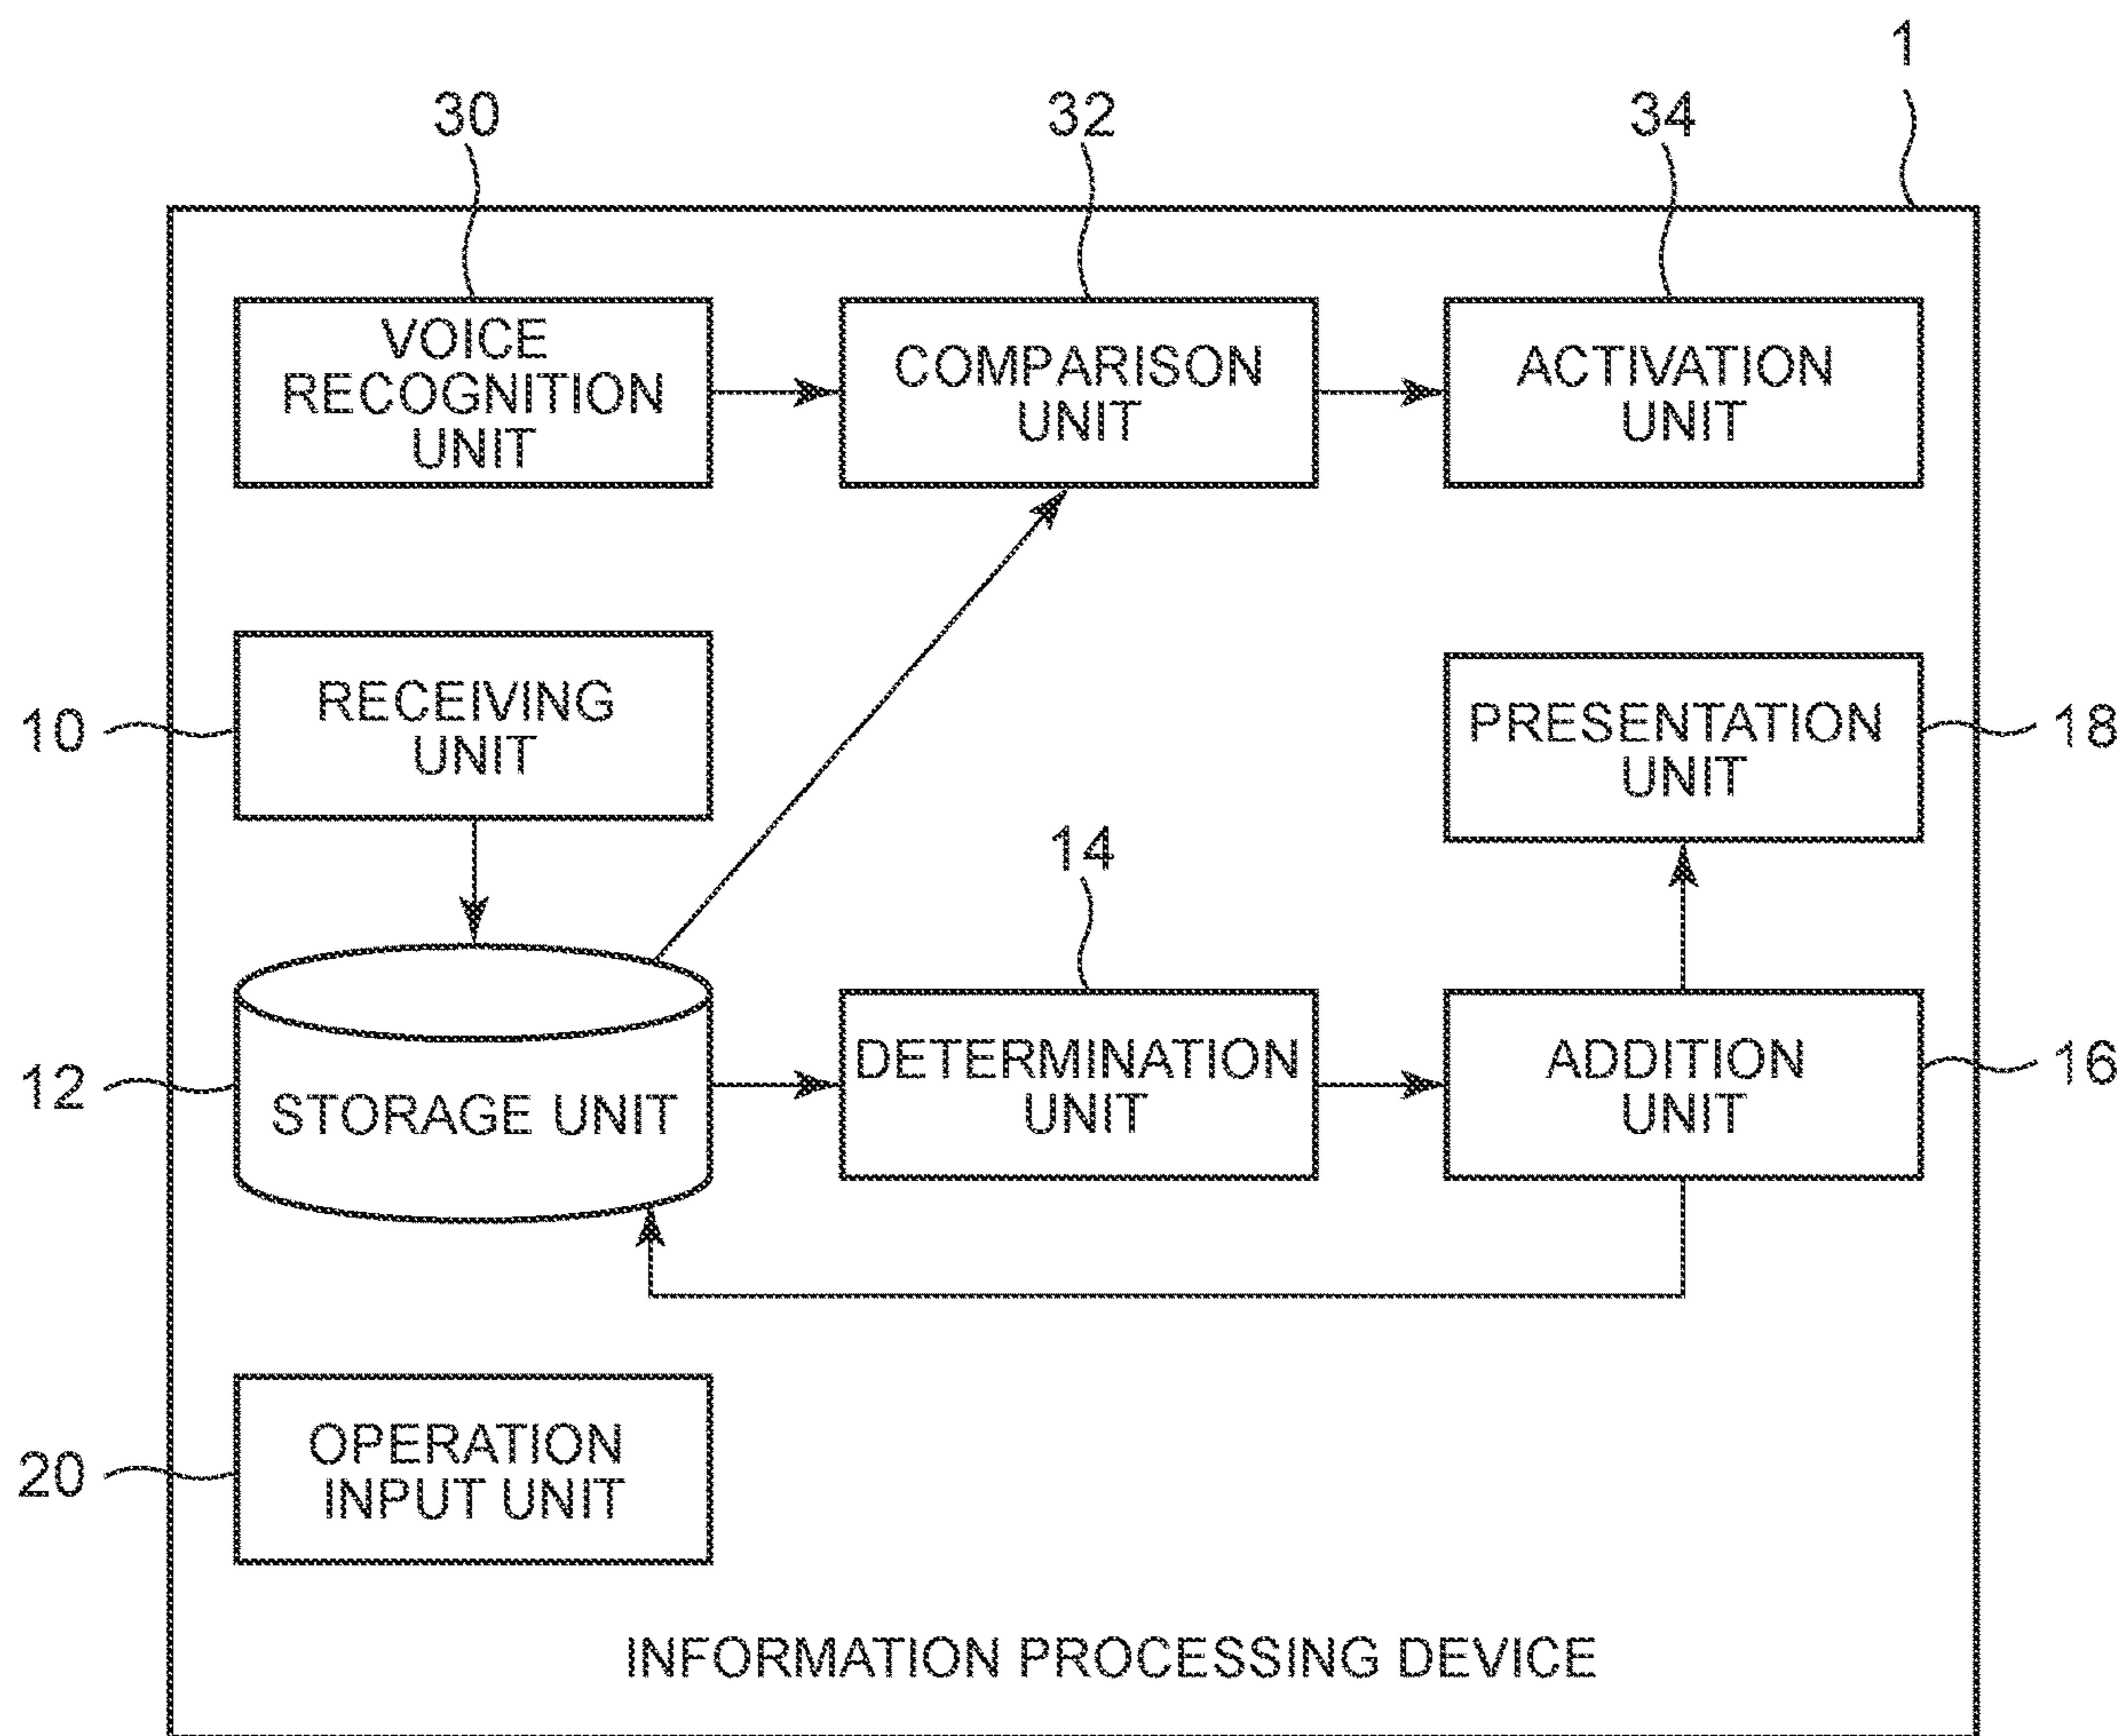 1
30
32
34
VOICE
RECOGNITION
UNIT
COMPARISON
UNIT
ACTIVATION
UNIT
10
RECEIVING
UNIT
PRESENTATION
UNIT
18
14
12
STORAGE UNIT
DETERMINATION
UNIT
ADDITION
UNIT
16
20
OPERATION
INPUT UNIT
INFORMATION PROCESSING DEVICE